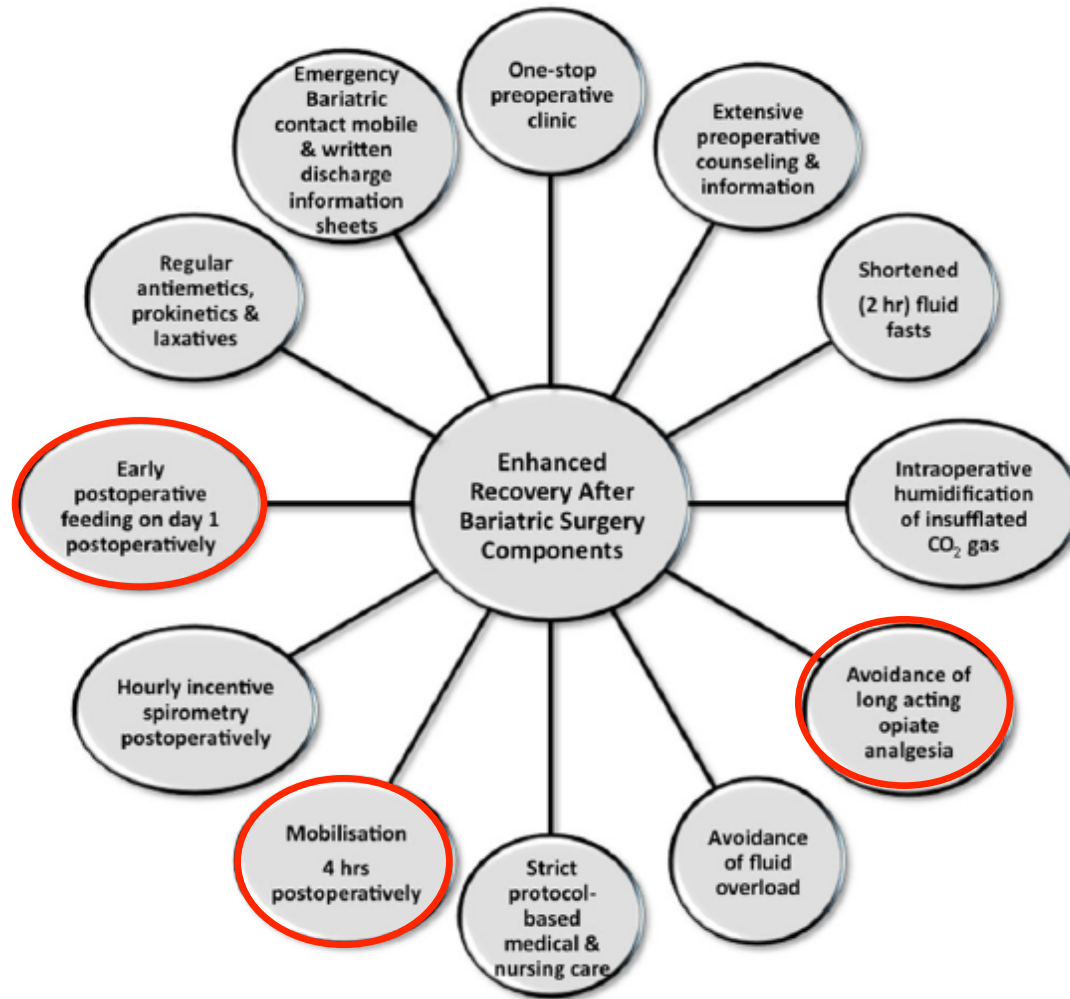 One-stop
preoperative
clinic
Extensive
preoperative
counseling &
information
Shortened
(2 hr) fluid
fasts
Intraoperative
humidification
of insufflated
CO₂ gas
Avoidance of
long acting
opiate
analgesia
Avoidance
of fluid
overload
Strict
protocol-
based
medical &
nursing care
Mobilisation
4 hrs
postoperatively
Hourly incentive
spirometry
postoperatively
Early
postoperative
feeding on day 1
postoperatively
Regular
antiemetics,
prokinetics &
laxatives
Emergency
Bariatric
contact mobile
& written
discharge
information
sheets
Enhanced
Recovery After
Bariatric Surgery
Components